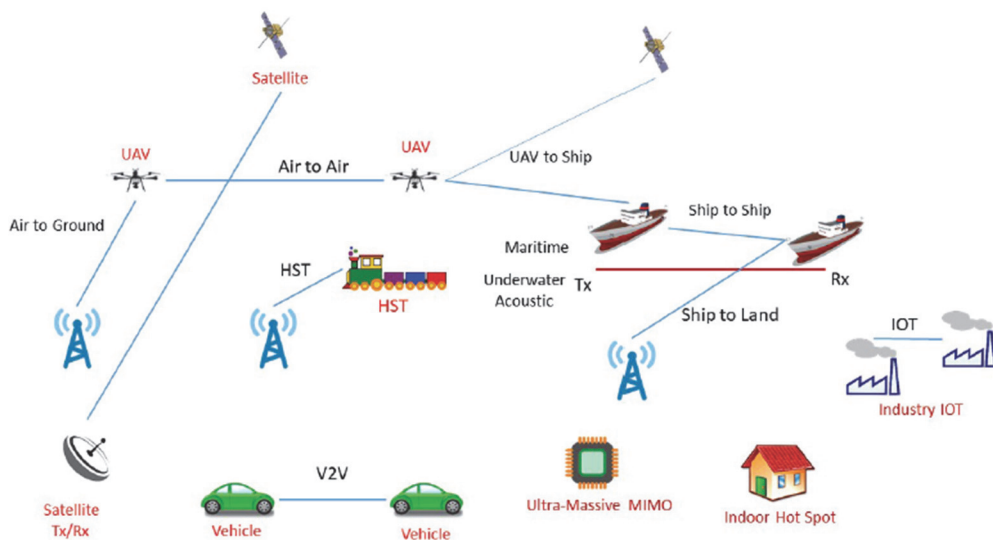 Satellite
UAV
UAV
Air to Air
UAV to Ship
Air to Ground
Ship to Ship
Maritime
HST
HST
Underwater
Acoustic
Tx
Rx
Ship to Land
IOT
Industry IOT
Satellite
Tx/Rx
V2V
Vehicle
Vehicle
Ultra-Massive MIMO
Indoor Hot Spot